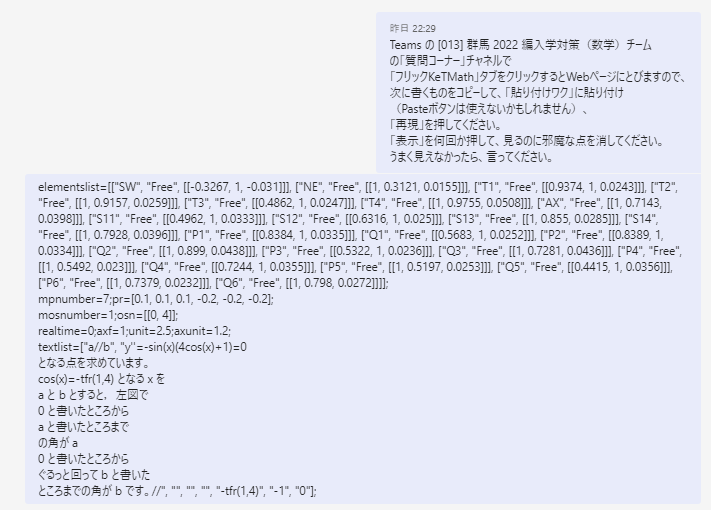 昨日 22:29
Teams の [013] 群馬 2022 編入学対策（数学）チーム
の「質問コーナー」チャネルで
「フリックKeTMath」タブをクリックするとWebページにとびますので、
次に書くものをコピーして、「貼り付けワク」に貼り付け
（Pasteボタンは使えないかもしれません）、
「再現」を押してください。
「表示」を何回か押して、見るのに邪魔な点を消してください。
うまく見えなかったら、言ってください。
elementslist=[["SW", "Free", [[-0.3267, 1, -0.031]]], ["NE", "Free", [[1, 0.3121, 0.0155]]], ["T1", "Free", [[0.9374, 1, 0.0243]]], ["T2",
"Free", [[1, 0.9157, 0.0259]]], ["T3", "Free", [[0.4862, 1, 0.0247]]], ["T4", "Free", [[1, 0.9755, 0.0508]]], ["AX", "Free", [[1, 0.7143,
0.0398]]], ["S11", "Free", [[0.4962, 1, 0.0333]]], ["S12", "Free", [[0.6316, 1, 0.025]]], ["S13", "Free", [[1, 0.855, 0.0285]]], ["S14",
"Free", [[1, 0.7928, 0.0396]]], ["P1", "Free", [[0.8384, 1, 0.0335]]], ["Q1", "Free", [[0.5683, 1, 0.0252]]], ["P2", "Free", [[0.8389, 1,
0.0334]]], ["Q2", "Free", [[1, 0.899, 0.0438]]], ["P3", "Free", [[0.5322, 1, 0.0236]]], ["Q3", "Free", [[1, 0.7281, 0.0436]]], ["P4", "Free",
[[1, 0.5492, 0.023]]], ["Q4", "Free", [[0.7244, 1, 0.0355]]], ["P5", "Free", [[1, 0.5197, 0.0253]]], ["Q5", "Free", [[0.4415, 1, 0.0356]]],
["P6", "Free", [[1, 0.7379, 0.0232]]], ["Q6", "Free", [[1, 0.798, 0.0272]]]];
mpnumber=7;pr=[0.1, 0.1, 0.1, -0.2, -0.2, -0.2];
mosnumber=1;osn=[[0, 4]];
realtime=0;axf=1;unit=2.5;axunit=1.2;
textlist=["a//b", "y''=-sin(x)(4cos(x)+1)=0
となる点を求めています。
cos(x)=-tfr(1,4) となる x を
a と b とすると， 左図で
0 と書いたところから
a と書いたところまで
の角が a
0 と書いたところから
ぐるっと回って b と書いた
ところまでの角が b です。//", "", "", "", "-tfr(1,4)", "-1", "0"];